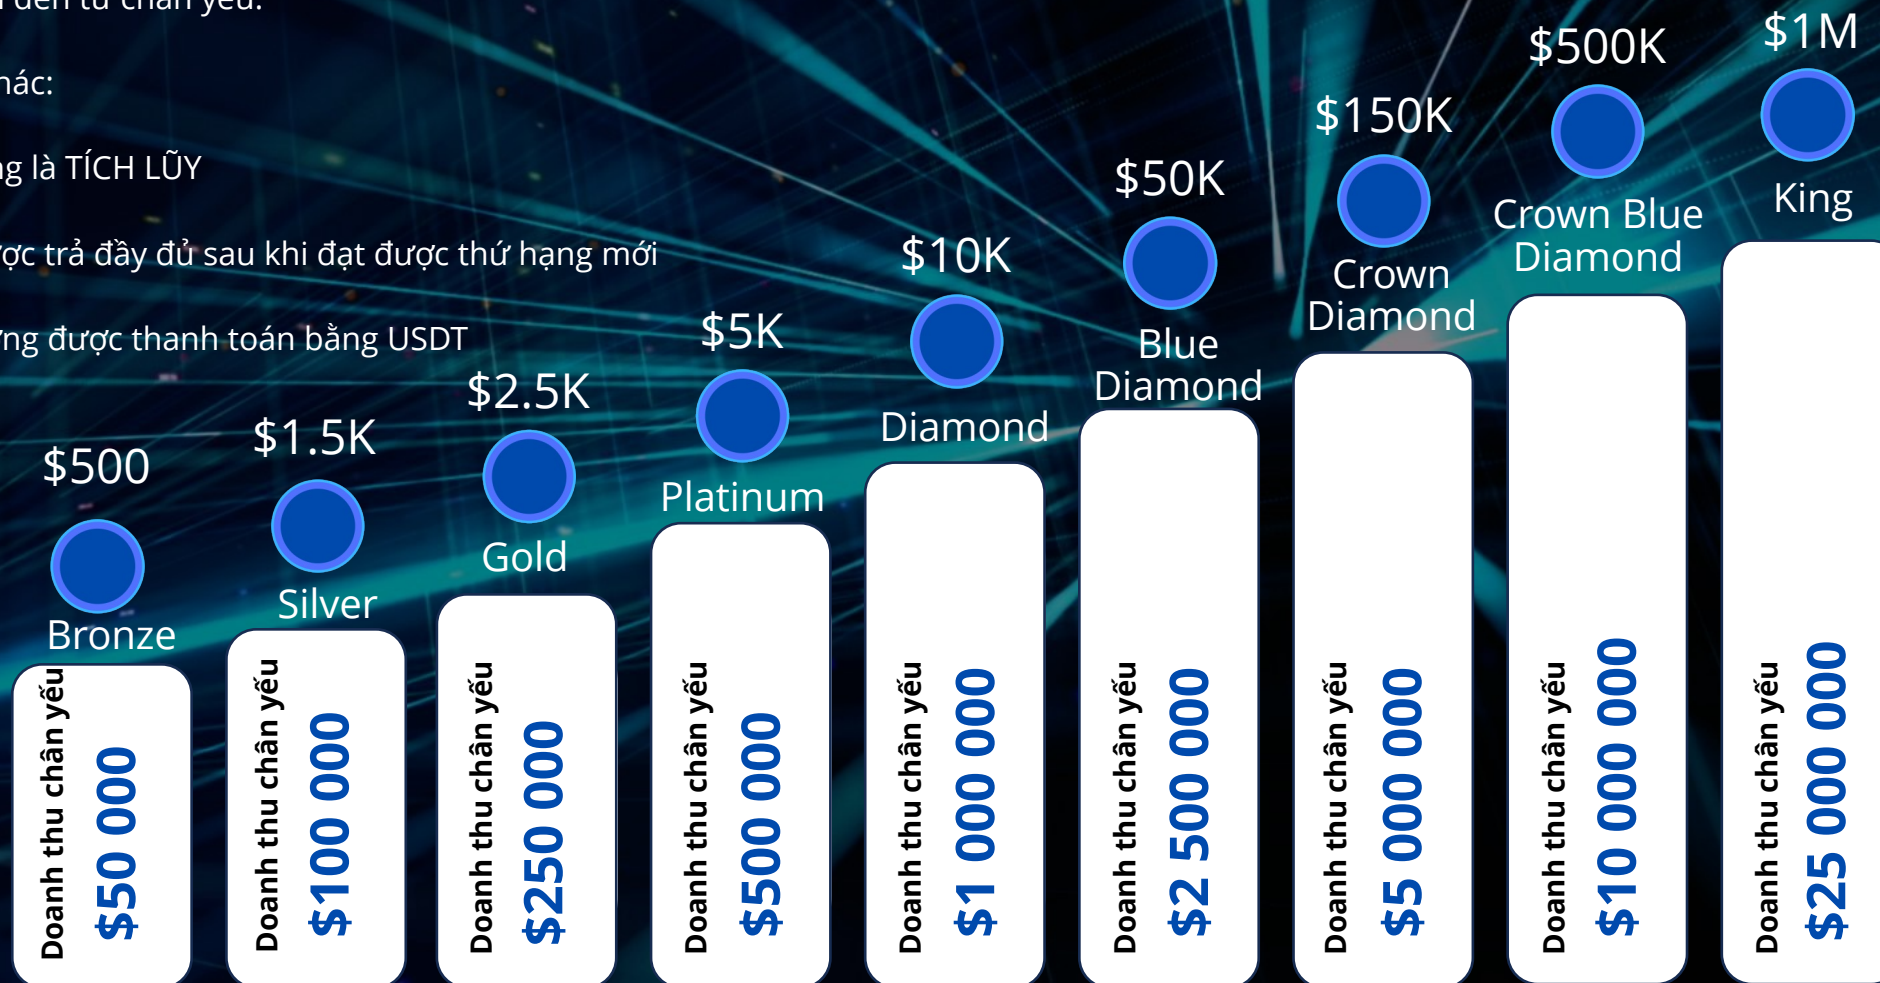 đến từ chân yếu.
hác:
ng là TÍCH LŨY
ợc trả đầy đủ sau khi đạt được thứ hạng mới
ng được thanh toán bằng USDT
$500
Bronze
Doanh thu chân yếu
$50 000
$1.5K
Silver
Doanh thu chân yếu
$100 000
$2.5K
Gold
Doanh thu chân yếu
$250 000
$5K
Platinum
Doanh thu chân yếu
$500 000
$10K
Diamond
Doanh thu chân yếu
$1 000 000
$50K
Blue
Diamond
Doanh thu chân yếu
$2 500 000
$150K
Crown
Diamond
Doanh thu chân yếu
$5 000 000
$500K
Crown Blue
Diamond
Doanh thu chân yếu
$10 000 000
$1M
King
Doanh thu chân yếu
$25 000 000